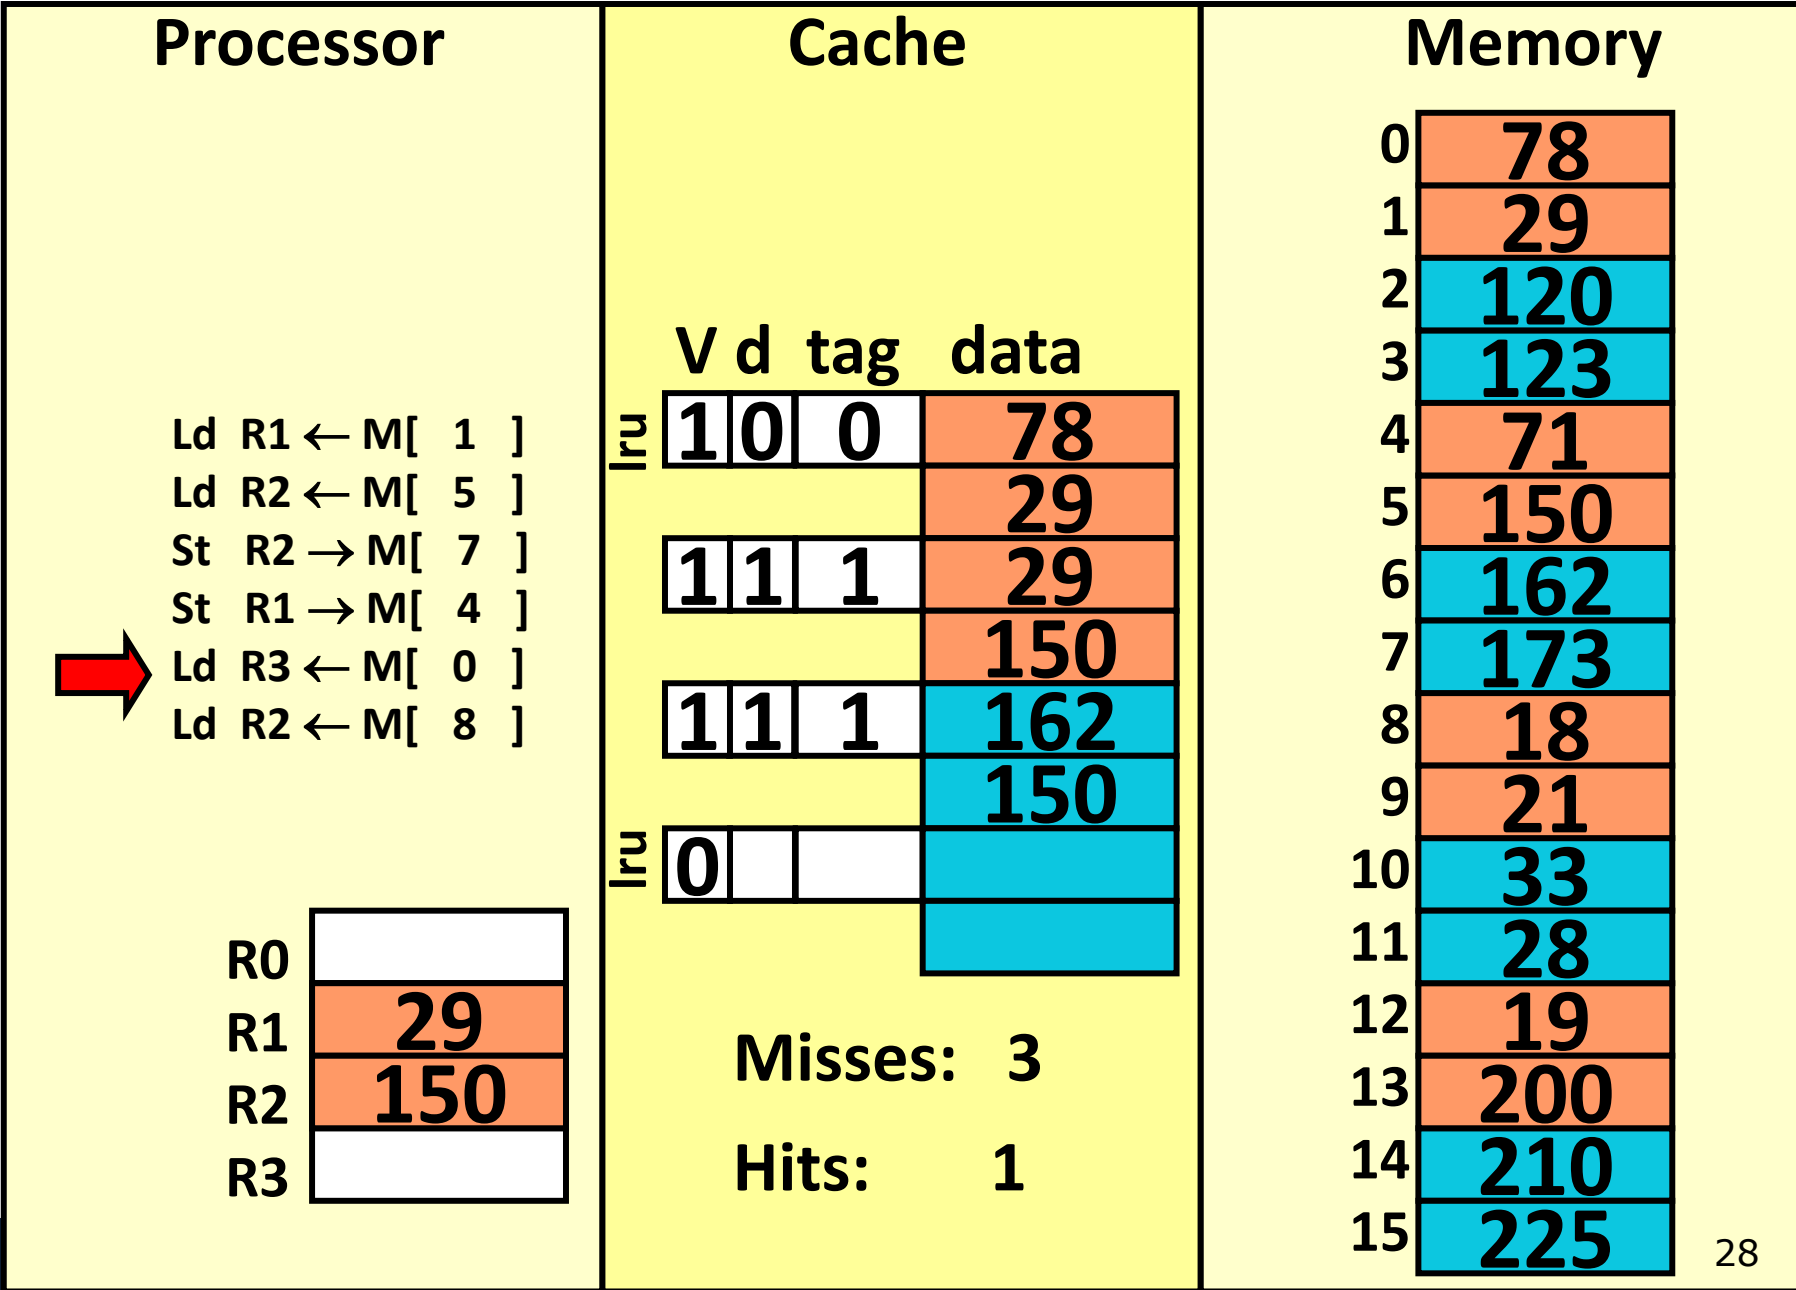 Processor
Ld R1 ← M[ 1 ]
Ld R2 ← M[ 5 ]
St R2 → M[ 7 ]
St R1 → M[ 4 ]
Ld R3 ← M[ 0 ]
Ld R2 ← M[ 8 ]
R0
R1 29
R2 150
R3
Cache
V d tag data
lru 1 0 0 78
29
1 1 1 29
150
1 1 1 162
150
lru 0
Misses: 3
Hits: 1
Memory
0 78
1 29
2 120
3 123
4 71
5 150
6 162
7 173
8 18
9 21
10 33
11 28
12 19
13 200
14 210
15 225
28